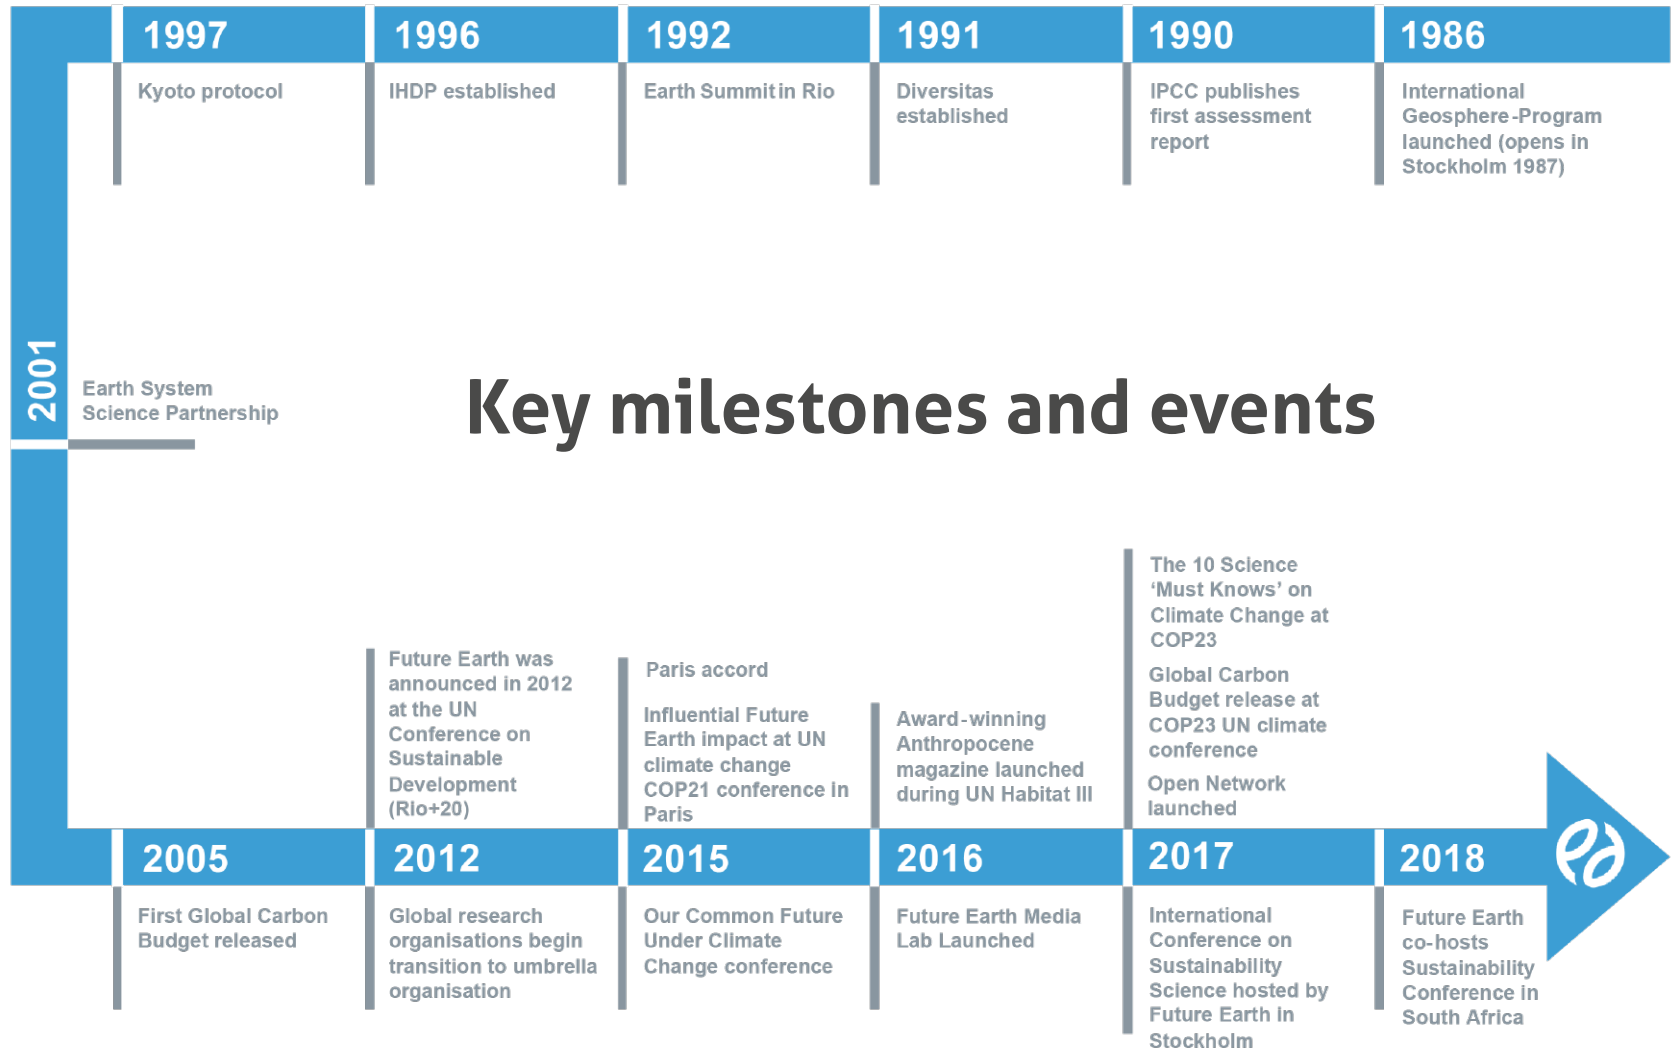 1997
Kyoto protocol
1996
IHDP established
1992
Earth Summit in Rio
1991
Diversitas
established
1990
IPCC publishes
first assessment
report
1986
International
Geosphere-Program
launched (opens in
Stockholm 1987)
2001
Earth System
Science Partnership
Key milestones and events
2005
First Global Carbon
Budget released
Future Earth was
announced in 2012
at the UN
Conference on
Sustainable
Development
(Rio+20)
2012
Global research
organisations begin
transition to umbrella
organisation
Paris accord
Influential Future
Earth impact at UN
climate change
COP21 conference in
Paris
2015
Our Common Future
Under Climate
Change conference
Award-winning
Anthropocene
magazine launched
during UN Habitat III
2016
Future Earth Media
Lab Launched
The 10 Science
‘Must Knows’ on
Climate Change at
COP23
Global Carbon
Budget release at
COP23 UN climate
conference
Open Network
launched
2017
International
Conference on
Sustainability
Science hosted by
Future Earth in
Stockholm
2018
Future Earth
co-hosts
Sustainability
Conference in
South Africa